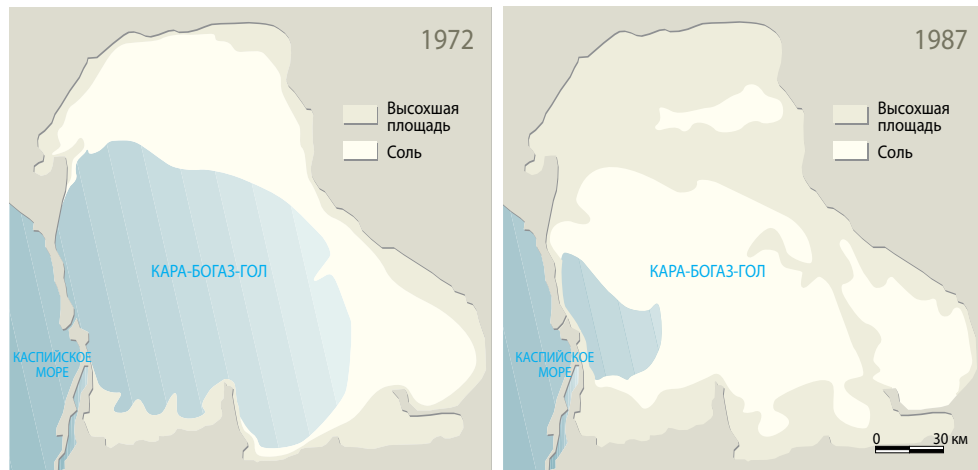 1972
Высохшая
площадь
Соль
КАРА-БОГАЗ-ГОЛ
КАСПИЙСКОЕ
МОРЕ
1987
Высохшая
площадь
Соль
КАРА-БОГАЗ-ГОЛ
КАСПИЙСКОЕ
МОРЕ
0 30 км